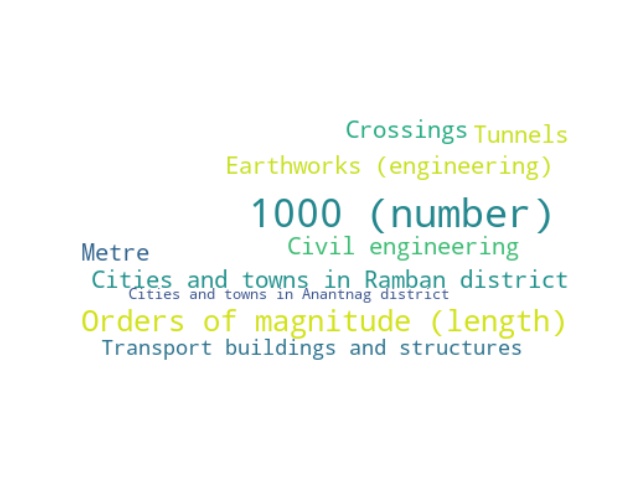 Crossings Tunnels
Earthworks (engineering)
1000 (number)
Civil engineering
Metre
Cities and towns in Ramban district
Cities and towns in Anantnag district
Orders of magnitude (length)
Transport buildings and structures